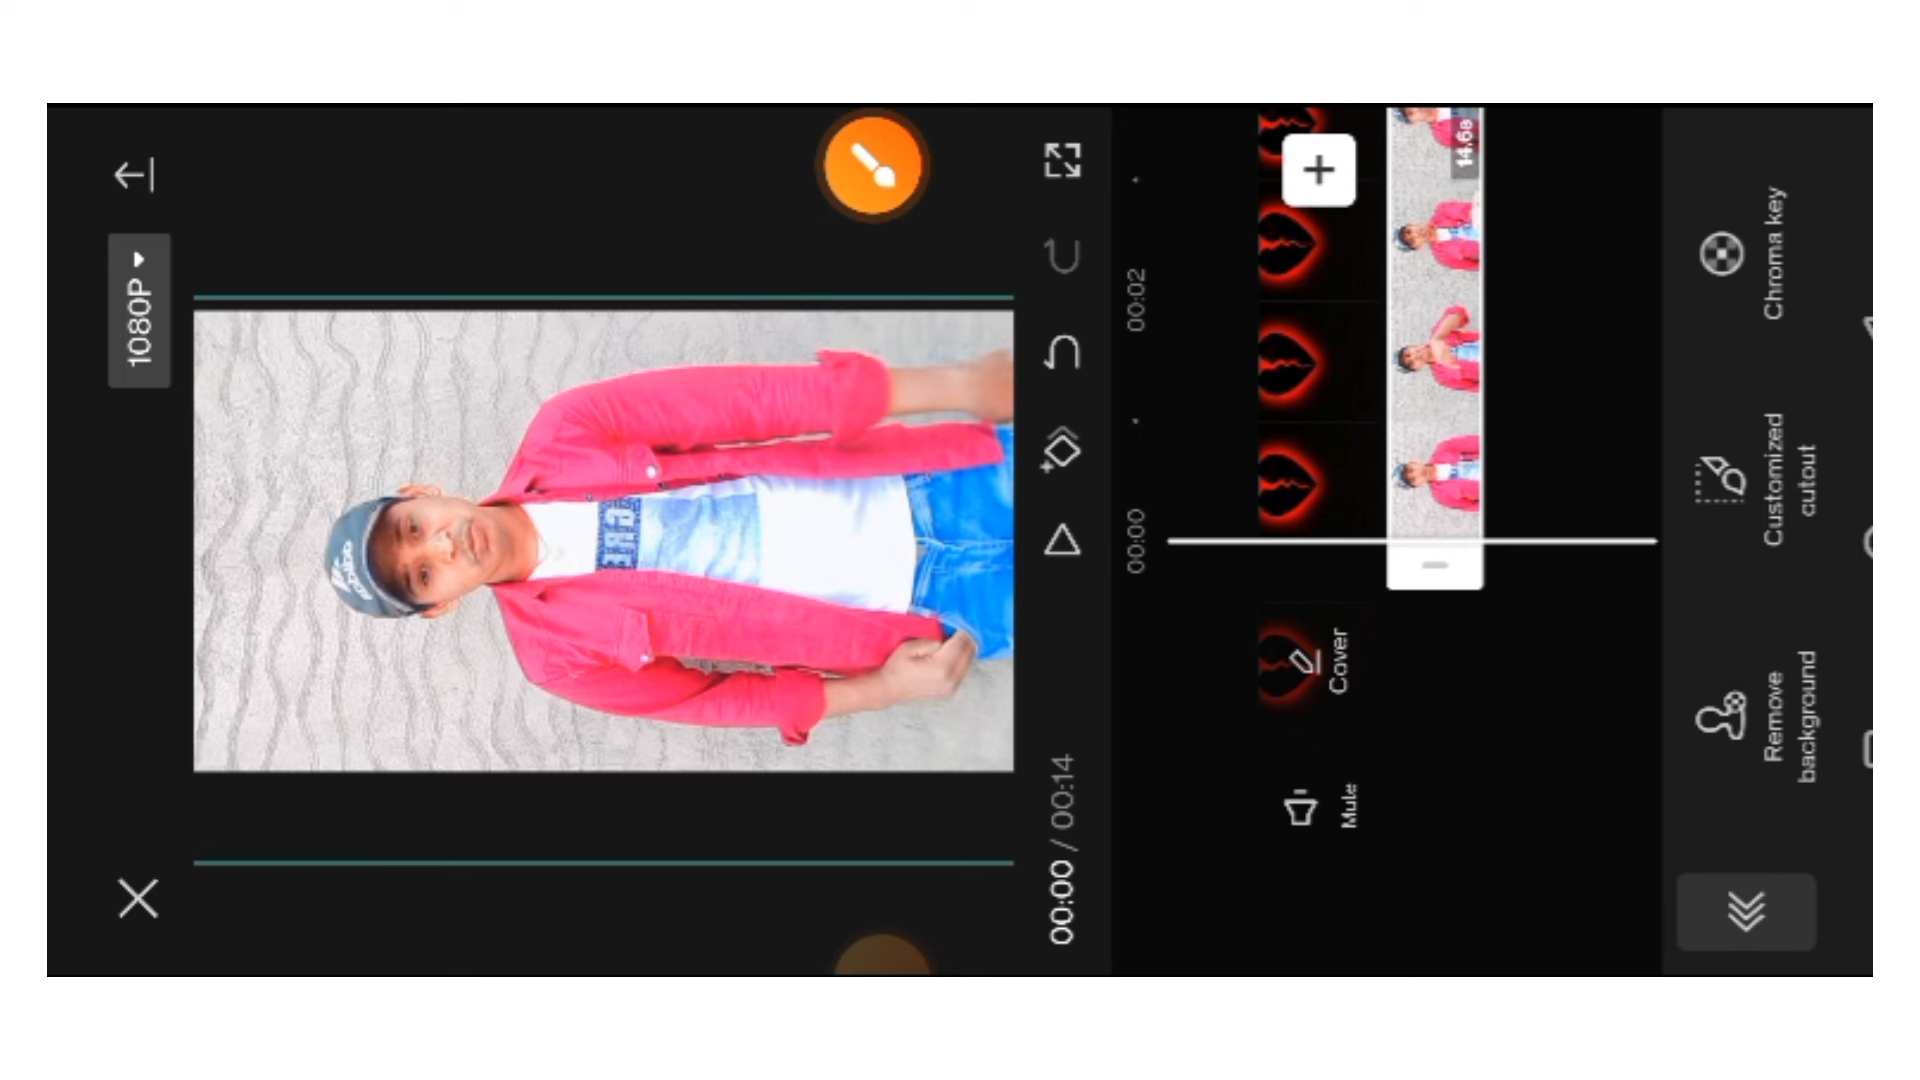 1080P
00:00 / 00:14
00:00
00:02
14.6s
Cover
Mute
Remove
background
Customized
cutout
Chroma key